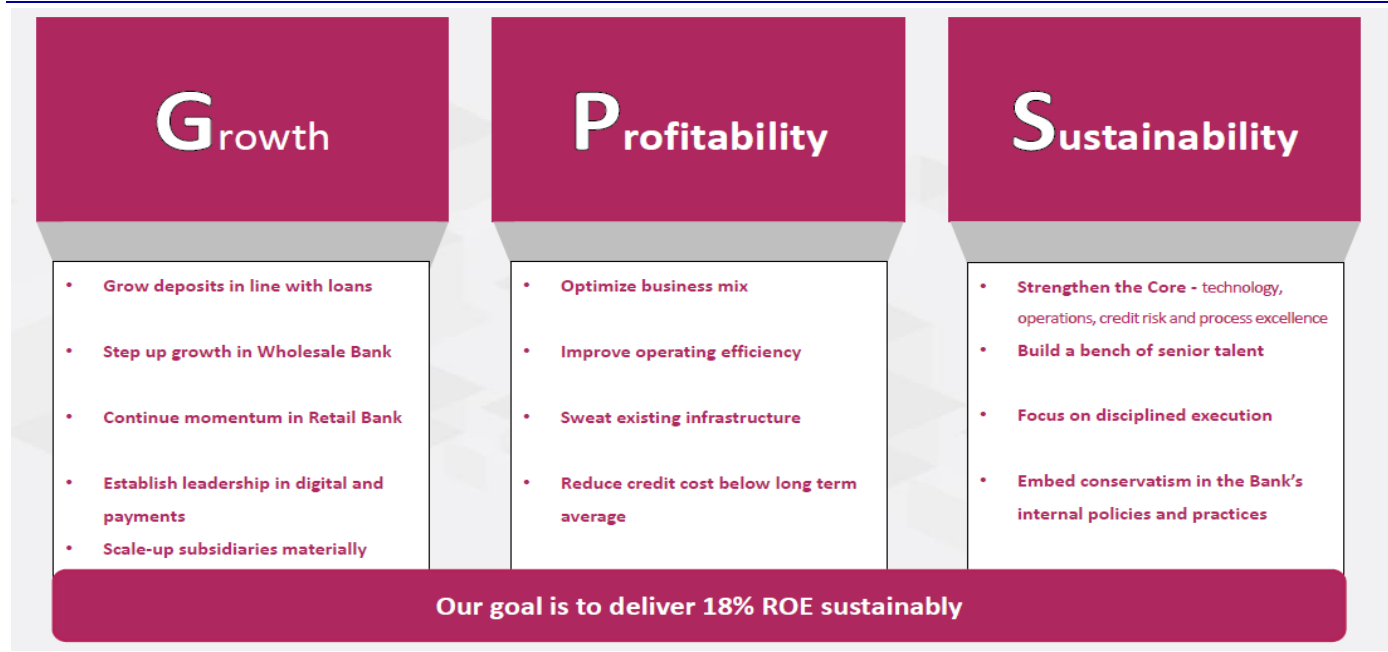 Growth
• Grow deposits in line with loans
• Step up growth in Wholesale Bank
• Continue momentum in Retail Bank
• Establish leadership in digital and
payments
• Scale-up subsidiaries materially
Profitability
• Optimize business mix
• Improve operating efficiency
• Sweat existing infrastructure
• Reduce credit cost below long term
average
Sustainability
• Strengthen the Core - technology,
operations, credit risk and process excellence
• Build a bench of senior talent
• Focus on disciplined execution
• Embed conservatism in the Bank’s
internal policies and practices
Our goal is to deliver 18% ROE sustainably